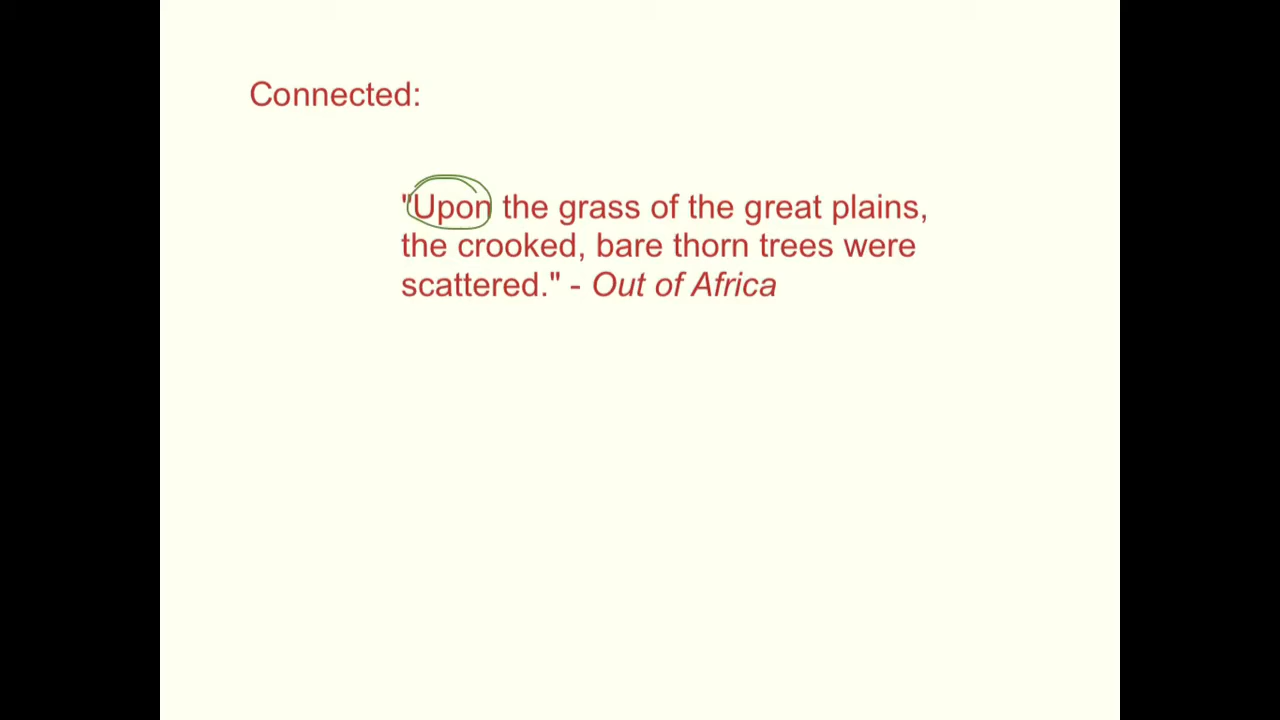 Connected:
"Upon the grass of the great plains,
the crooked, bare thorn trees were
scattered." - Out of Africa